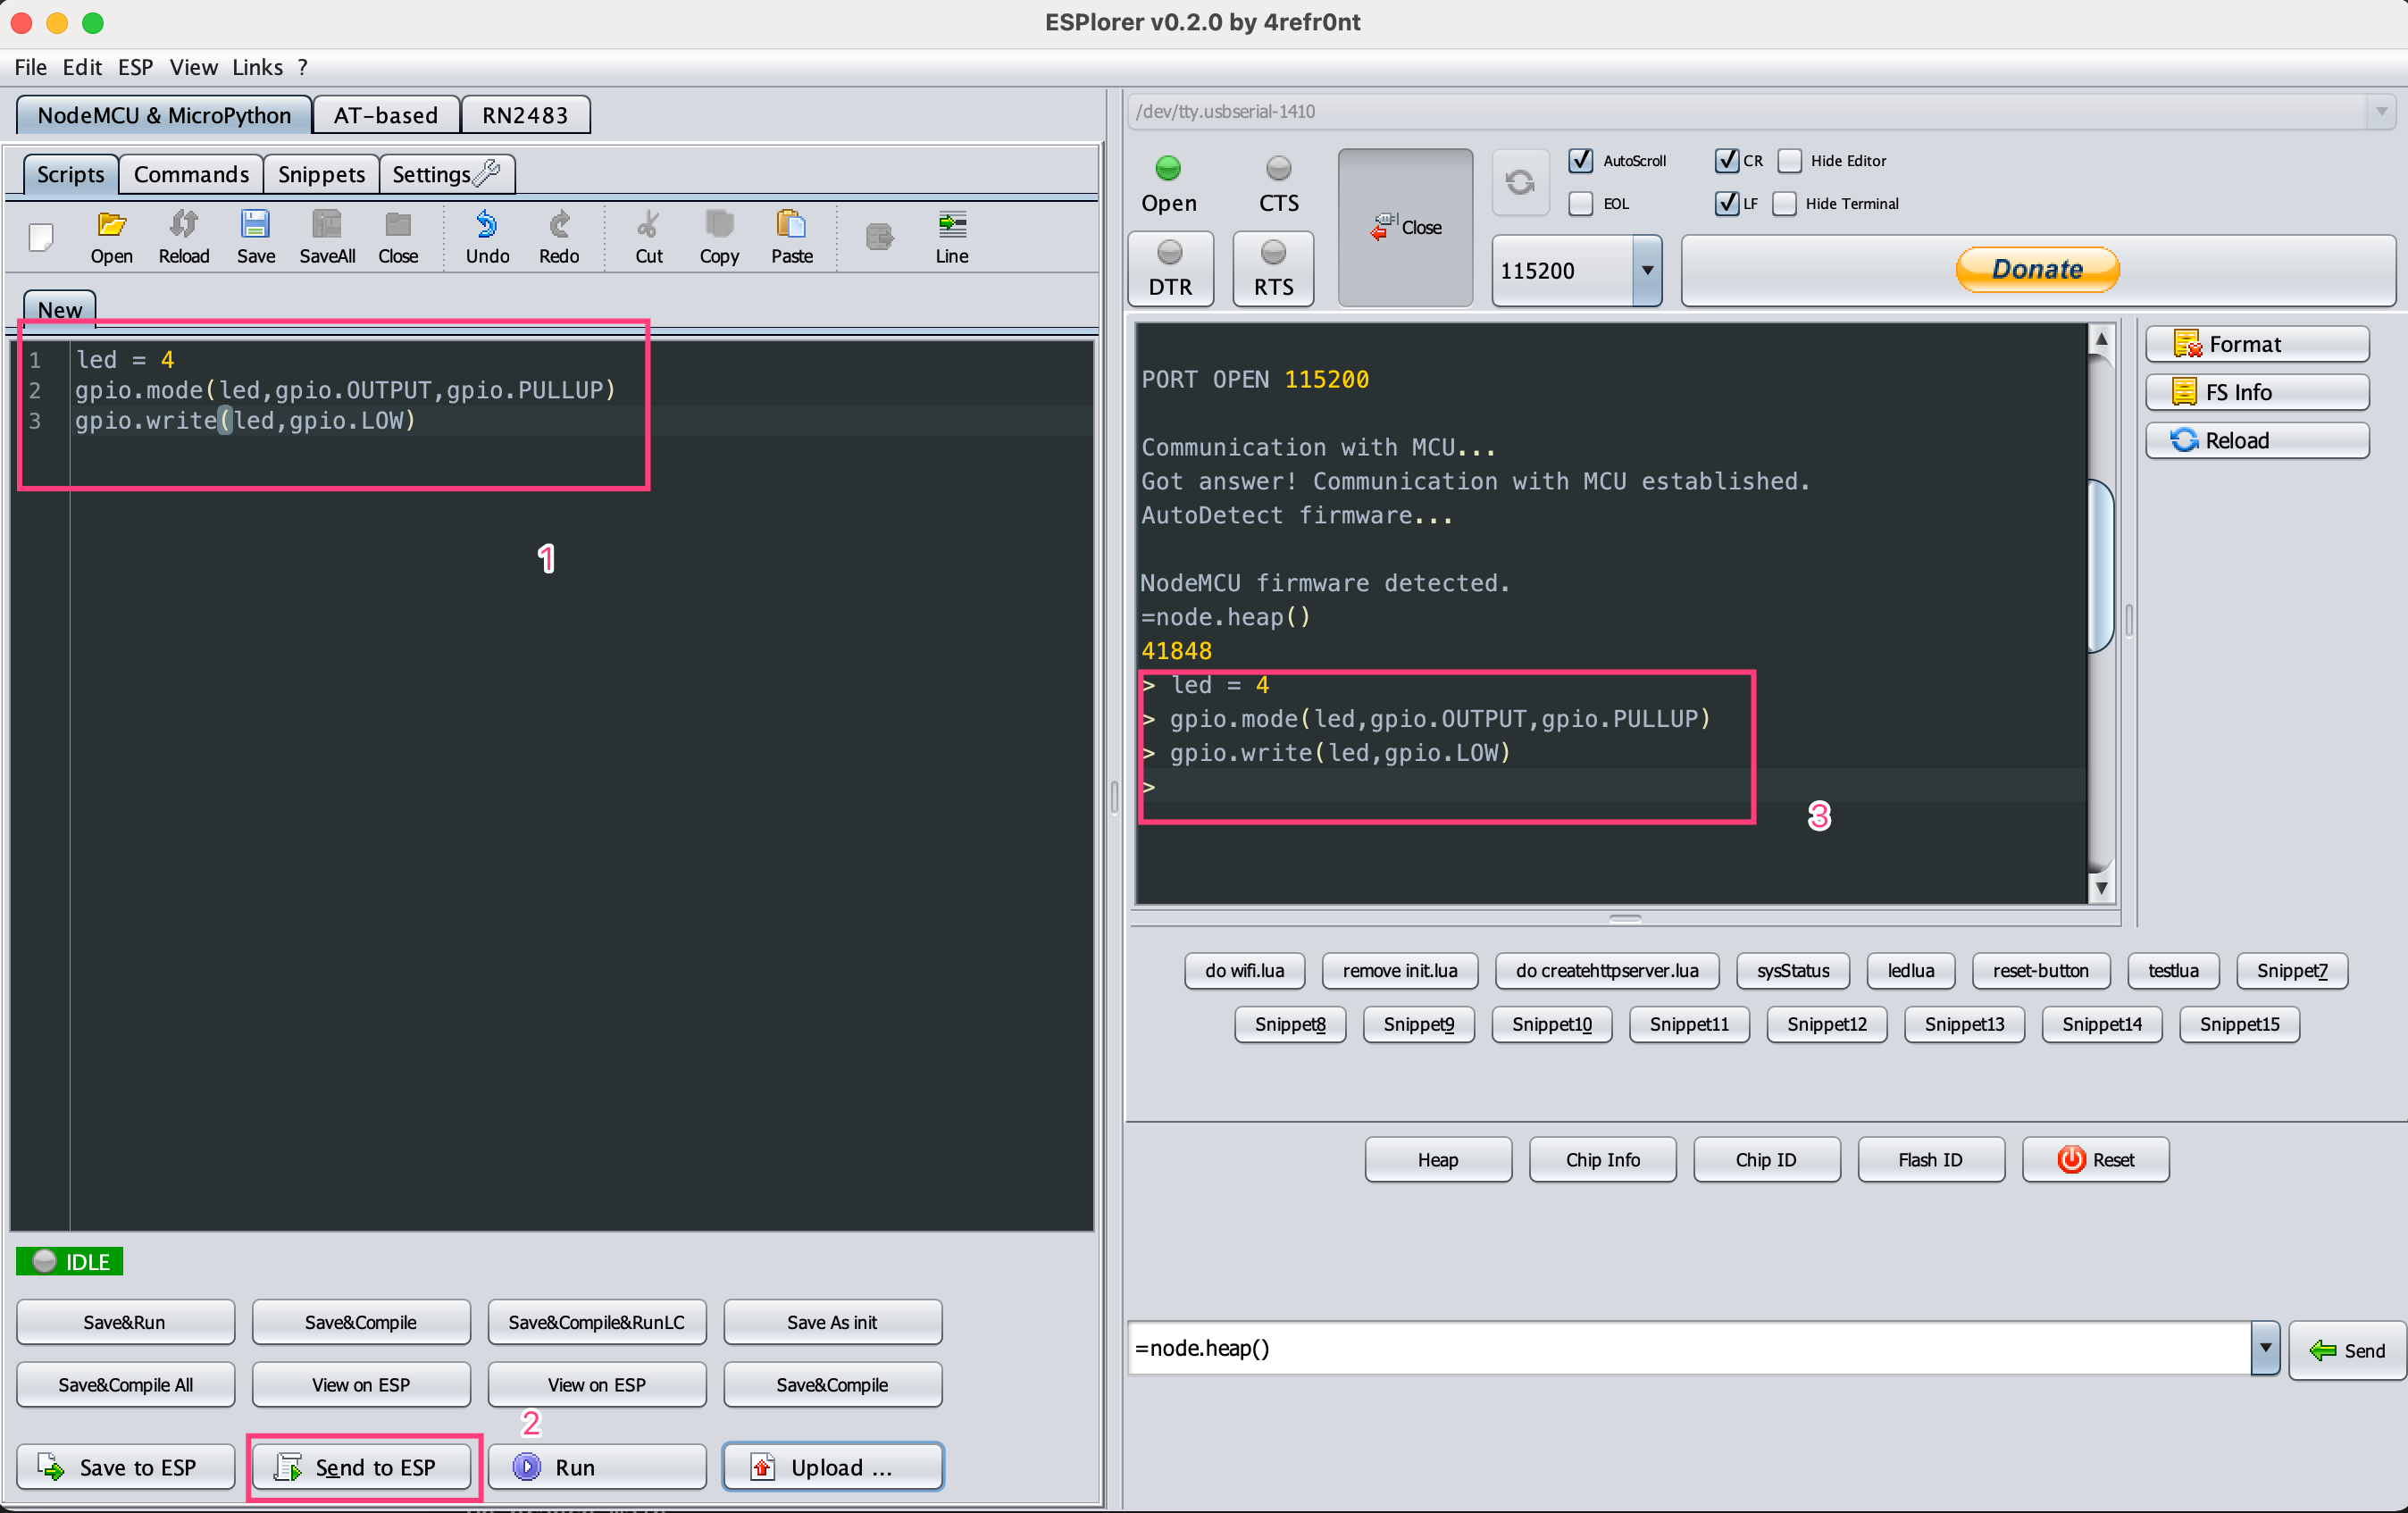 ESPlorer v0.2.0 by 4refr0nt
File Edit ESP View Links ?
NodeMCU & MicroPython AT-based RN2483
Scripts Commands Snippets Settings
Open Reload Save SaveAll Close Undo Redo Cut Copy Paste Line
New
1 led = 4
2 gpio.mode(led,gpio.OUTPUT,gpio.PULLUP)
3 gpio.write(led,gpio.LOW)
1
IDLE
Save&Run Save&Compile Save&Compile&RunLC Save As init
Save&Compile All View on ESP View on ESP Save&Compile
2
Save to ESP Send to ESP Run Upload ...
/dev/tty.usbserial-1410
Open CTS Close AutoScroll CR Hide Editor
EOL LF Hide Terminal
DTR RTS 115200 Donate
PORT OPEN 115200
Communication with MCU...
Got answer! Communication with MCU established.
AutoDetect firmware...
NodeMCU firmware detected.
=node.heap()
41848
> led = 4
> gpio.mode(led,gpio.OUTPUT,gpio.PULLUP)
> gpio.write(led,gpio.LOW)
>
3
Format
FS Info
Reload
do wifi.lua remove init.lua do createhttpserver.lua sysStatus ledlua reset-button testlua Snippet7
Snippet8 Snippet9 Snippet10 Snippet11 Snippet12 Snippet13 Snippet14 Snippet15
Heap Chip Info Chip ID Flash ID Reset
=node.heap() Send